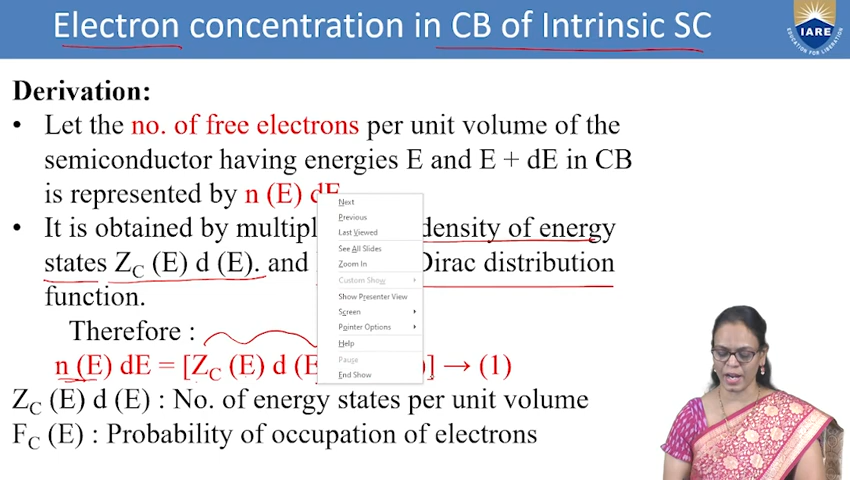 Electron concentration in CB of Intrinsic SC
IARE
EDUCATION FOR LIBERATION
Derivation:
• Let the no. of free electrons per unit volume of the
semiconductor having energies E and E + dE in CB
is represented by n (E) dE
• It is obtained by density of energy
states Z_C (E) d (E). and Dirac distribution
function.
Therefore :
n (E) dE = [Z_C (E) d (E )] → (1)
Z_C (E) d (E) : No. of energy states per unit volume
F_C (E) : Probability of occupation of electrons
Next
Previous
Last Viewed
See All Slides
Zoom In
Custom Show
Show Presenter View
Screen
Pointer Options
Help
Pause
End Show